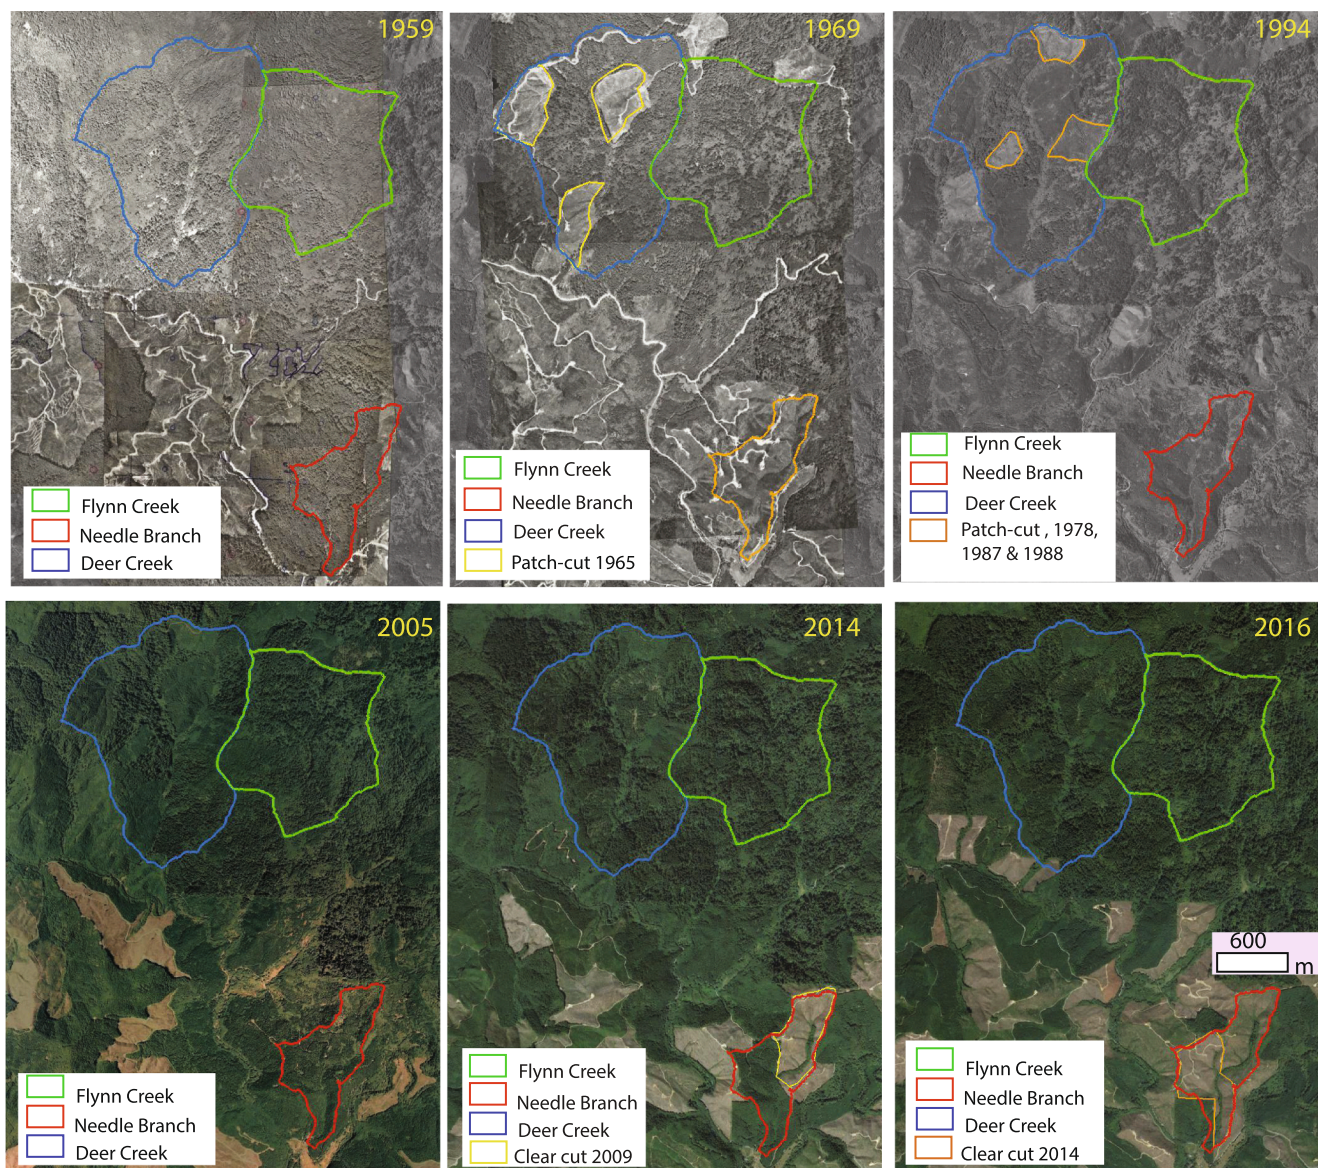 1959
Flynn Creek
Needle Branch
Deer Creek
1969
Flynn Creek
Needle Branch
Deer Creek
Patch-cut 1965
1994
Flynn Creek
Needle Branch
Deer Creek
Patch-cut , 1978,
1987 & 1988
2005
Flynn Creek
Needle Branch
Deer Creek
2014
Flynn Creek
Needle Branch
Deer Creek
Clear cut 2009
2016
600
m
Flynn Creek
Needle Branch
Deer Creek
Clear cut 2014